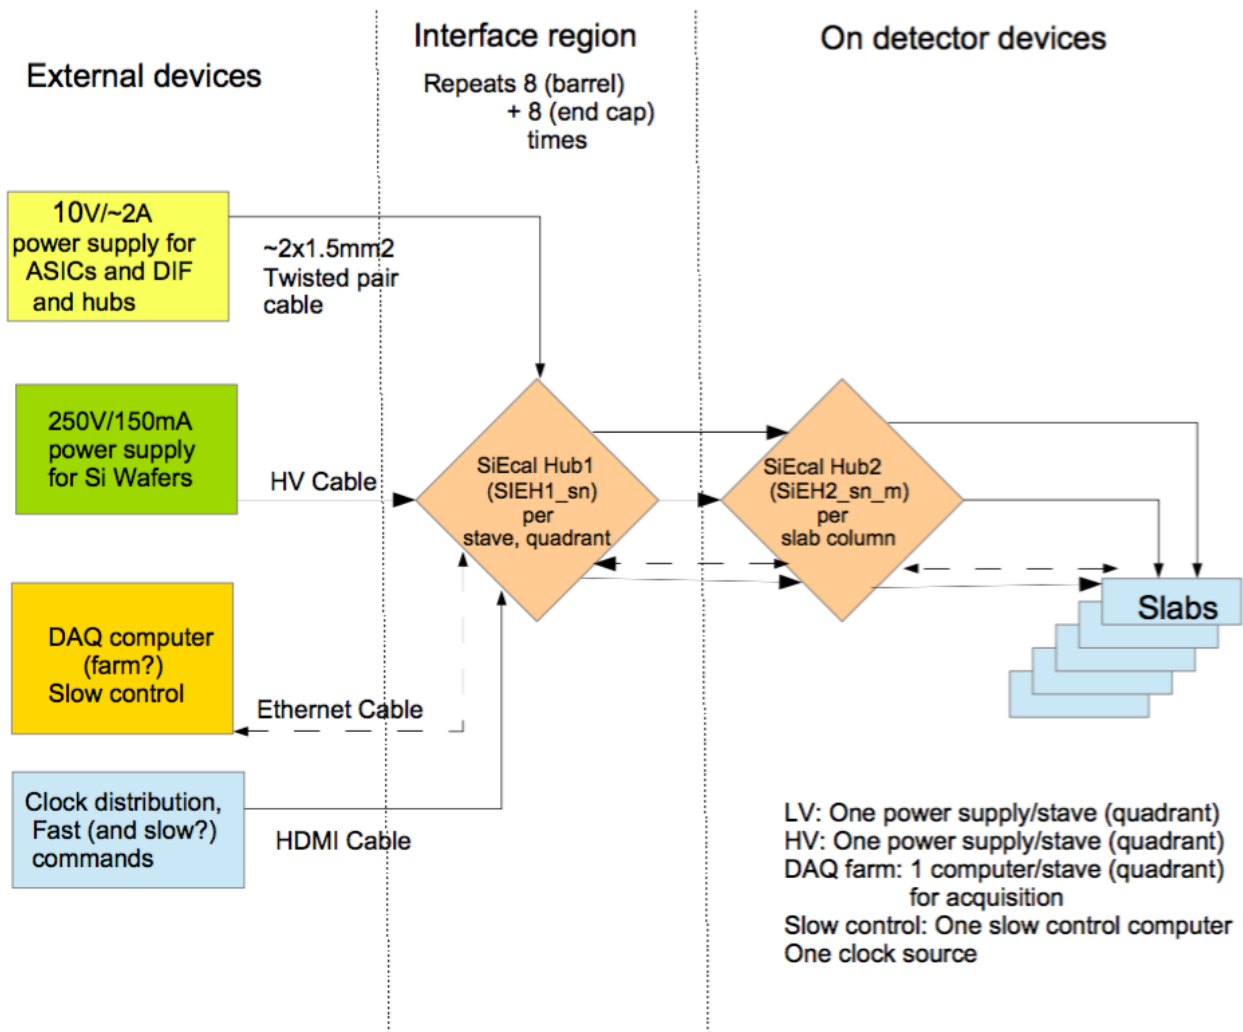 External devices
Interface region
Repeats 8 (barrel)
+ 8 (end cap)
times
On detector devices
10V/~2A
power supply for
ASICs and DIF
and hubs
~2x1.5mm2
Twisted pair
cable
250V/150mA
power supply
for Si Wafers
HV Cable
SiEcal Hub1
(SIEH1_sn)
per
stave, quadrant
SiEcal Hub2
(SiEH2_sn_m)
per
slab column
Slabs
DAQ computer
(farm?)
Slow control
Ethernet Cable
Clock distribution,
Fast (and slow?)
commands
HDMI Cable
LV: One power supply/stave (quadrant)
HV: One power supply/stave (quadrant)
DAQ farm: 1 computer/stave (quadrant)
for acquisition
Slow control: One slow control computer
One clock source